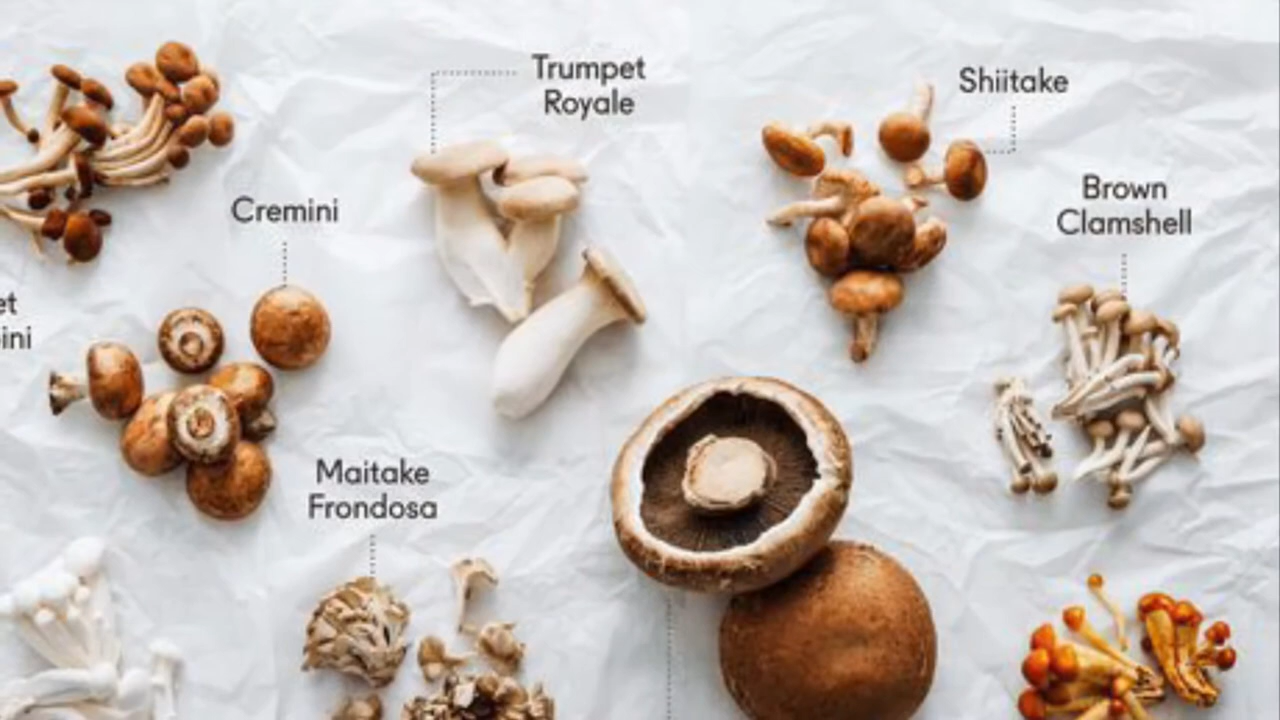 Trumpet
Royale
Shiitake
Brown
Clamshell
Cremini
Maitake
Frondosa